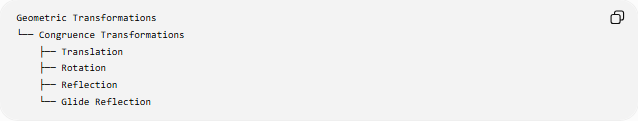 Geometric Transformations
└── Congruence Transformations
    ├── Translation
    ├── Rotation
    ├── Reflection
    └── Glide Reflection